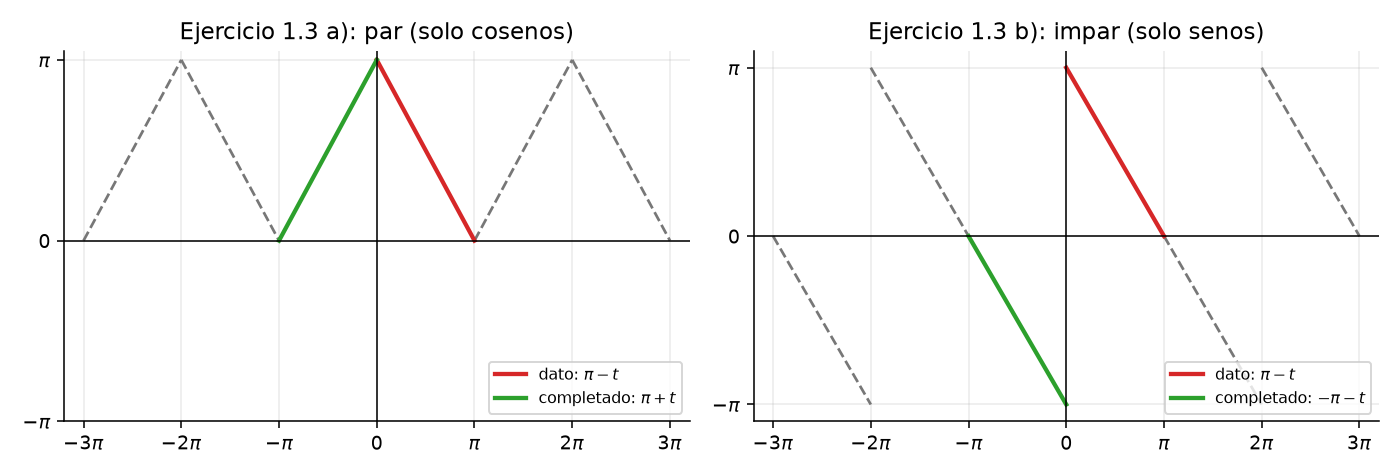 Ejercicio 1.3 a): par (solo cosenos)
π
0
−π
−3π −2π −π 0 π 2π 3π
dato: π − t
completado: π + t
Ejercicio 1.3 b): impar (solo senos)
π
0
−π
−3π −2π −π 0 π 2π 3π
dato: π − t
completado: −π − t